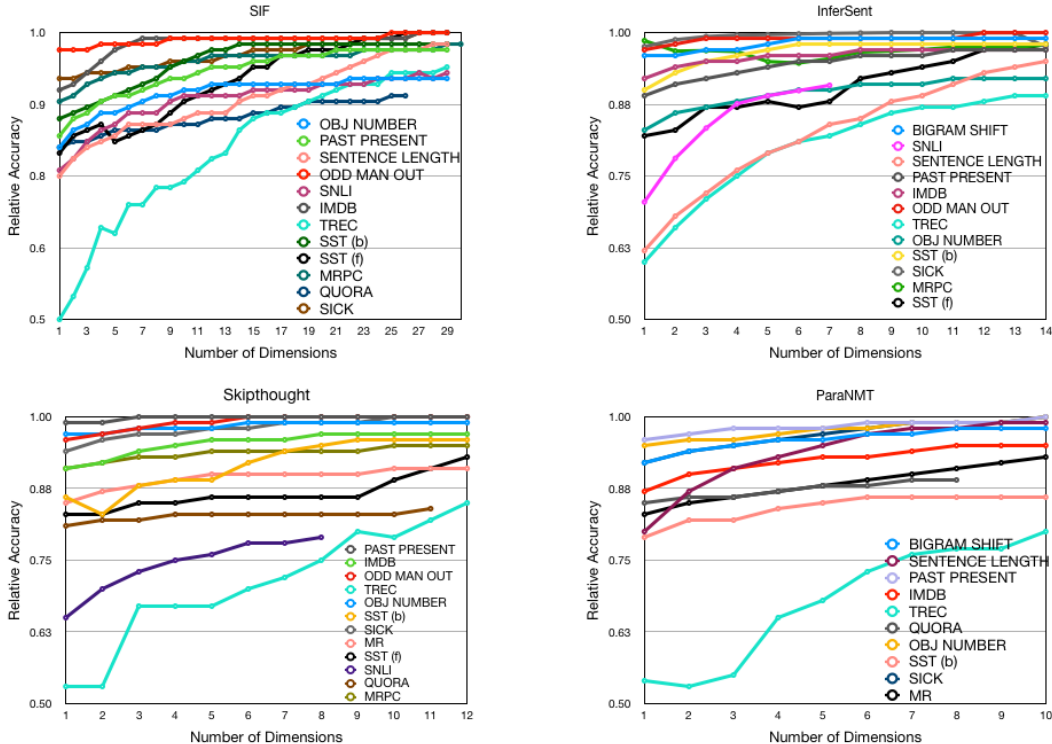 SIF
Relative Accuracy
1.0
0.9
0.8
0.6
0.5
OBJ NUMBER
PAST PRESENT
SENTENCE LENGTH
ODD MAN OUT
SNLI
IMDB
TREC
SST (b)
SST (f)
MRPC
QUORA
SICK
1 3 5 7 9 11 13 15 17 19 21 23 25 27 29
Number of Dimensions
InferSent
Relative Accuracy
1.00
0.88
0.75
0.63
0.50
BIGRAM SHIFT
SNLI
SENTENCE LENGTH
PAST PRESENT
IMDB
ODD MAN OUT
TREC
OBJ NUMBER
SST (b)
SICK
MRPC
SST (f)
1 2 3 4 5 6 7 8 9 10 11 12 13 14
Number of Dimensions
Skipthought
Relative Accuracy
1.00
0.88
0.75
0.63
0.50
PAST PRESENT
IMDB
ODD MAN OUT
TREC
OBJ NUMBER
SST (b)
SICK
MR
SST (f)
SNLI
QUORA
MRPC
1 2 3 4 5 6 7 8 9 10 11 12
Number of Dimensions
ParaNMT
Relative Accuracy
1.00
0.88
0.75
0.63
0.50
BIGRAM SHIFT
SENTENCE LENGTH
PAST PRESENT
IMDB
TREC
QUORA
OBJ NUMBER
SST (b)
SICK
MR
1 2 3 4 5 6 7 8 9 10
Number of Dimensions